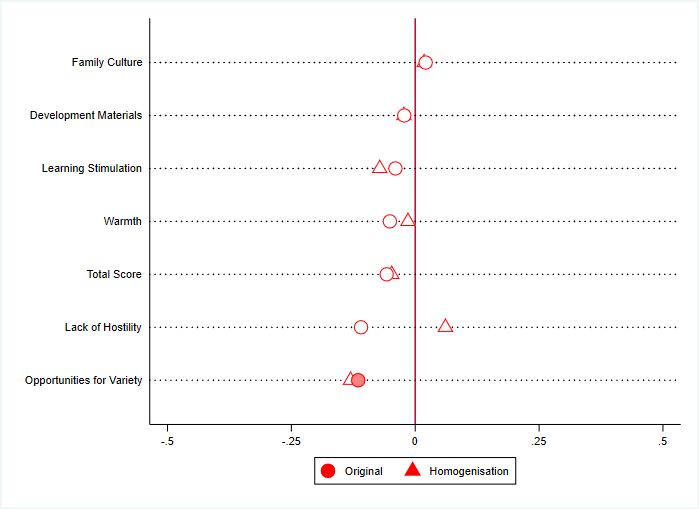 Family Culture
Development Materials
Learning Stimulation
Warmth
Total Score
Lack of Hostility
Opportunities for Variety
-.5 -.25 0 .25 .5
Original Homogenisation